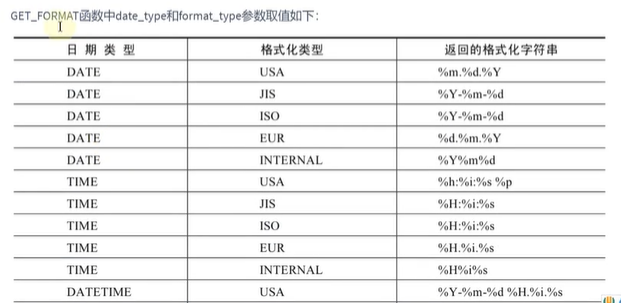 GET_FORMAT函数中date_type和format_type参数取值如下：
日 期 类 型 格式化类型 返回的格式化字符串
DATE USA %m.%d.%Y
DATE JIS %Y-%m-%d
DATE ISO %Y-%m-%d
DATE EUR %d.%m.%Y
DATE INTERNAL %Y%m%d
TIME USA %h:%i:%s %p
TIME JIS %H:%i:%s
TIME ISO %H:%i:%s
TIME EUR %H.%i.%s
TIME INTERNAL %H%i%s
DATETIME USA %Y-%m-%d %H.%i.%s